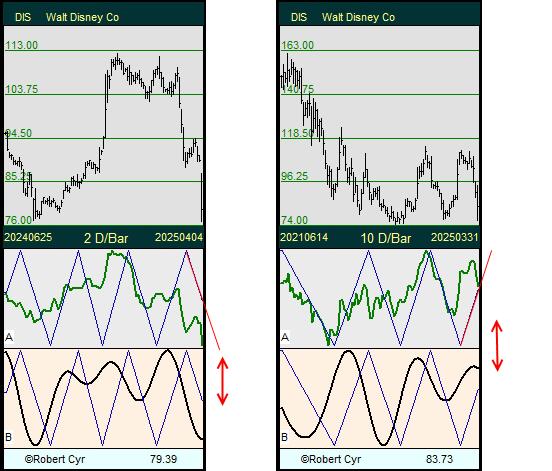 DIS Walt Disney Co
113.00
103.75
94.50
85.25
76.00
20240625 2 D/Bar 20250404
A
B
©Robert Cyr 79.39
DIS Walt Disney Co
163.00
140.75
118.50
96.25
74.00
20210614 10 D/Bar 20250331
A
B
©Robert Cyr 83.73